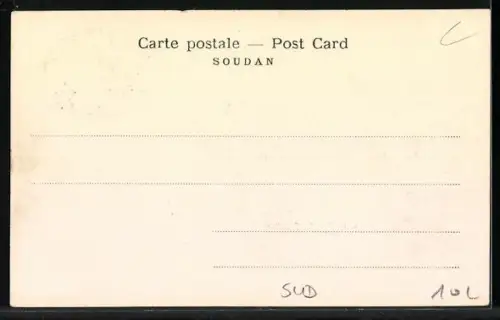 Carte postale — Post Card
SOUDAN
SUD
10L